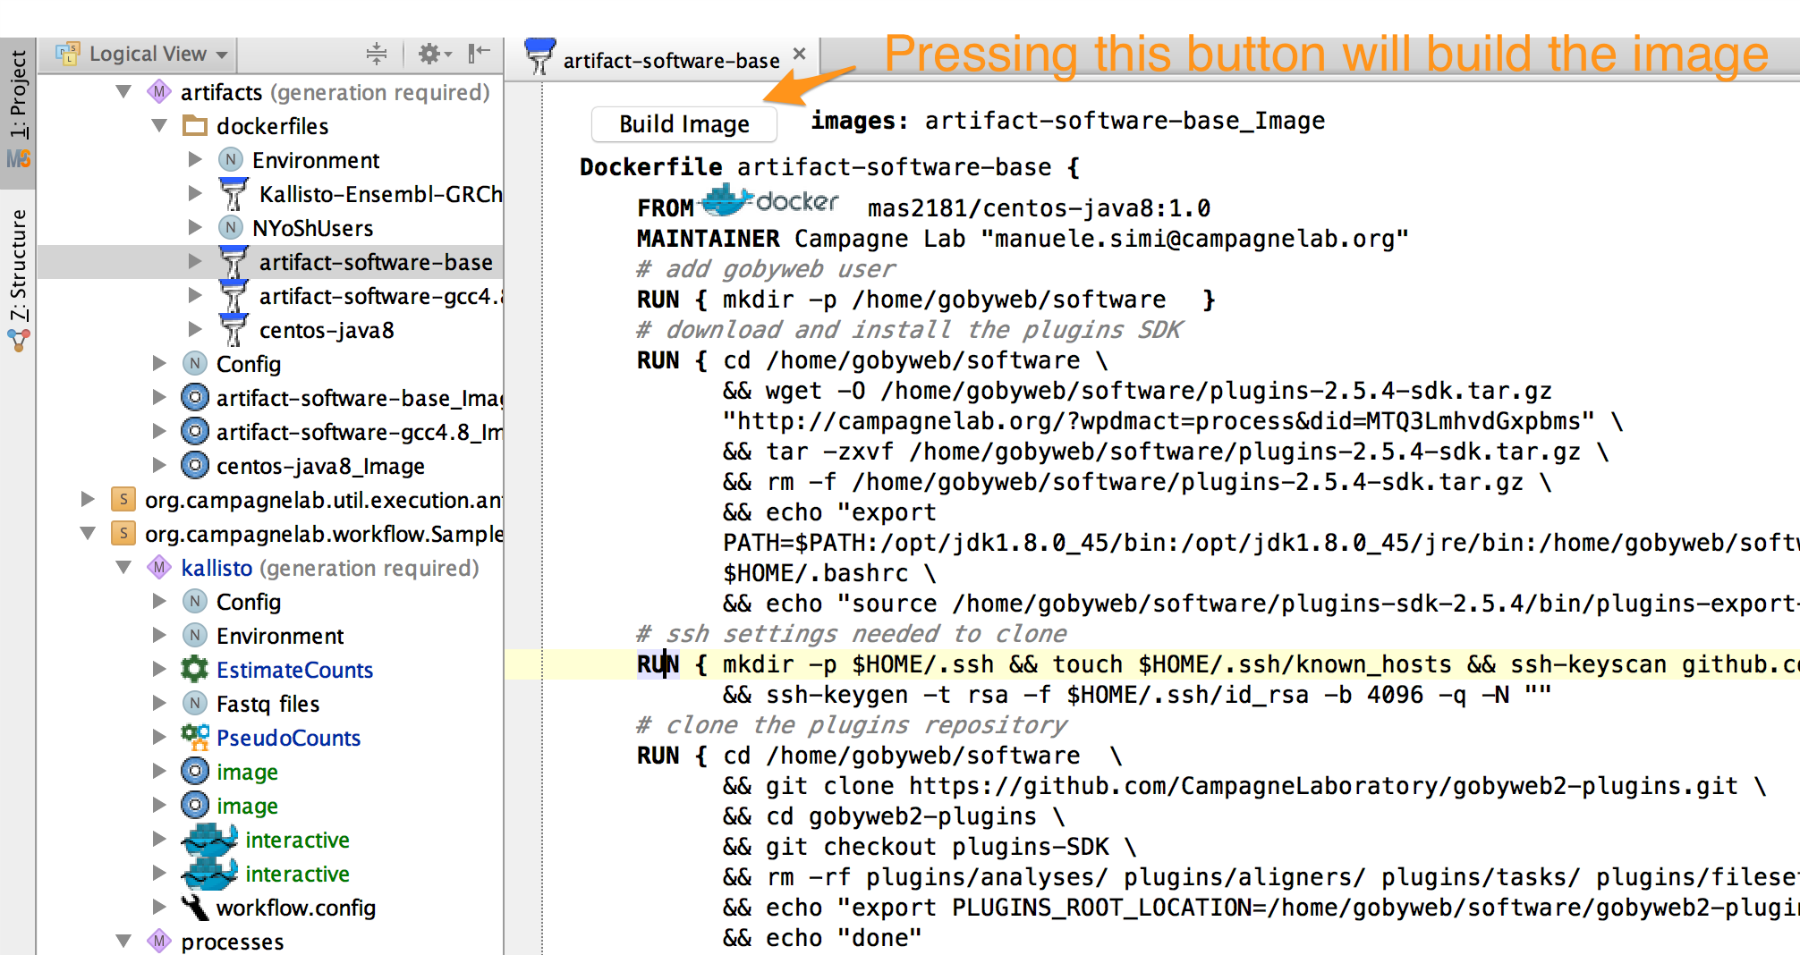 Pressing this button will build the image
1: Project
7: Structure
Logical View
artifacts (generation required)
dockerfiles
N Environment
Kallisto-Ensembl-GRCh
N NYoShUsers
artifact-software-base
artifact-software-gcc4.8
centos-java8
N Config
artifact-software-base_Imag
artifact-software-gcc4.8_Im
centos-java8_Image
S org.campagnelab.util.execution.ant
S org.campagnelab.workflow.Sample
M kallisto (generation required)
N Config
N Environment
EstimateCounts
N Fastq files
PseudoCounts
image
image
interactive
interactive
workflow.config
M processes
artifact-software-base ×
Build Image images: artifact-software-base_Image
Dockerfile artifact-software-base {
FROM docker mas2181/centos-java8:1.0
MAINTAINER Campagne Lab "manuele.simi@campagnelab.org"
# add gobyweb user
RUN { mkdir -p /home/gobyweb/software }
# download and install the plugins SDK
RUN { cd /home/gobyweb/software \
&& wget -O /home/gobyweb/software/plugins-2.5.4-sdk.tar.gz
"http://campagnelab.org/?wpdmact=process&did=MTQ3LmhvdGxpbms" \
&& tar -zxvf /home/gobyweb/software/plugins-2.5.4-sdk.tar.gz \
&& rm -f /home/gobyweb/software/plugins-2.5.4-sdk.tar.gz \
&& echo "export
PATH=$PATH:/opt/jdk1.8.0_45/bin:/opt/jdk1.8.0_45/jre/bin:/home/gobyweb/softw
$HOME/.bashrc \
&& echo "source /home/gobyweb/software/plugins-sdk-2.5.4/bin/plugins-export-
# ssh settings needed to clone
RUN { mkdir -p $HOME/.ssh && touch $HOME/.ssh/known_hosts && ssh-keyscan github.co
&& ssh-keygen -t rsa -f $HOME/.ssh/id_rsa -b 4096 -q -N ""
# clone the plugins repository
RUN { cd /home/gobyweb/software \
&& git clone https://github.com/CampagneLaboratory/gobyweb2-plugins.git \
&& cd gobyweb2-plugins \
&& git checkout plugins-SDK \
&& rm -rf plugins/analyses/ plugins/aligners/ plugins/tasks/ plugins/fileset
&& echo "export PLUGINS_ROOT_LOCATION=/home/gobyweb/software/gobyweb2-plugin
&& echo "done"